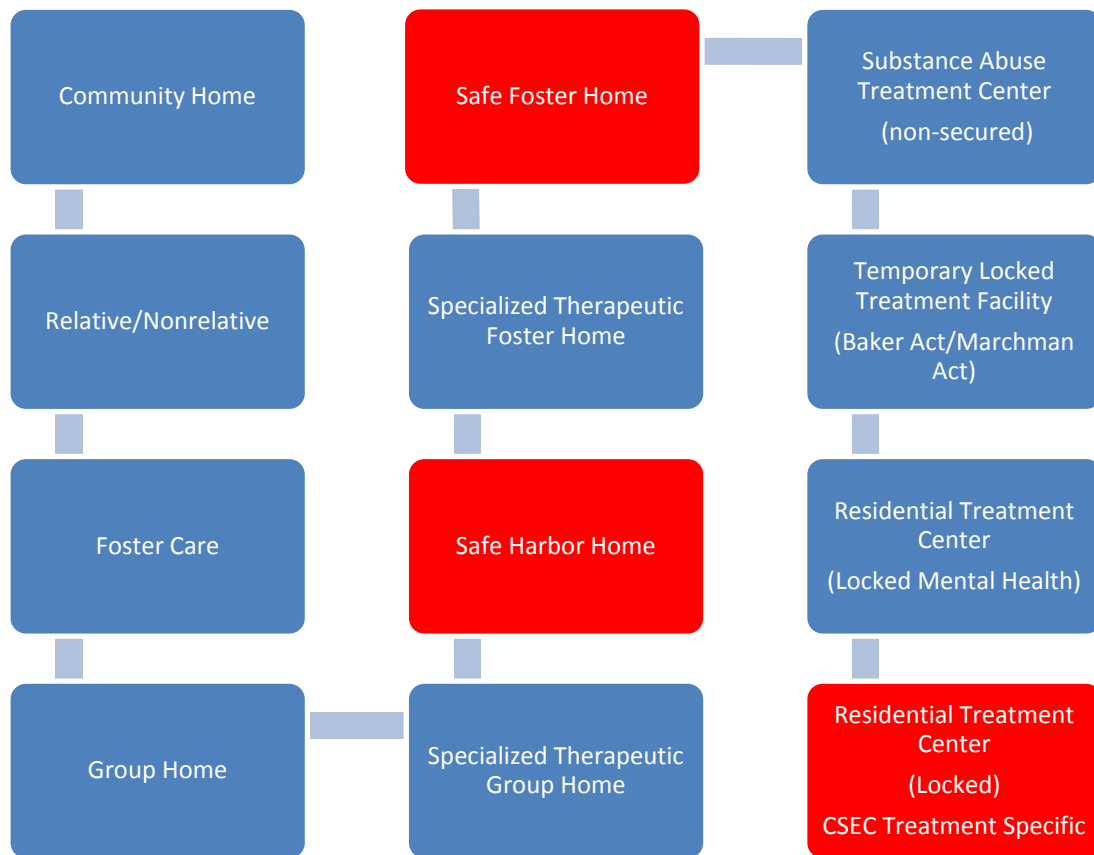 Community Home
Relative/Nonrelative
Foster Care
Group Home
Specialized Therapeutic
Group Home
Safe Harbor Home
Specialized Therapeutic
Foster Home
Safe Foster Home
Substance Abuse
Treatment Center
(non-secured)
Temporary Locked
Treatment Facility
(Baker Act/Marchman
Act)
Residential Treatment
Center
(Locked Mental Health)
Residential Treatment
Center
(Locked)
CSEC Treatment Specific